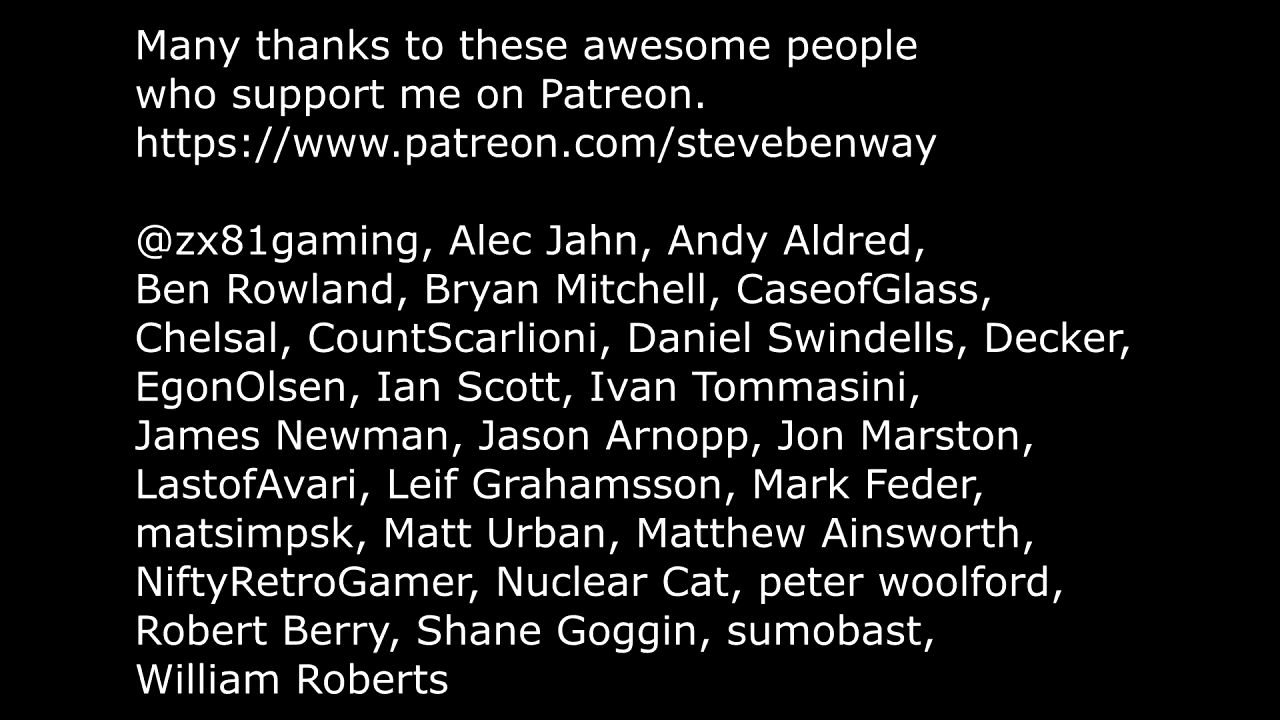 Many thanks to these awesome people
who support me on Patreon.
https://www.patreon.com/stevebenway
@zx81gaming, Alec Jahn, Andy Aldred,
Ben Rowland, Bryan Mitchell, CaseofGlass,
Chelsal, CountScarlioni, Daniel Swindells, Decker,
EgonOlsen, Ian Scott, Ivan Tommasini,
James Newman, Jason Arnopp, Jon Marston,
LastofAvari, Leif Grahamsson, Mark Feder,
matsimpsk, Matt Urban, Matthew Ainsworth,
NiftyRetroGamer, Nuclear Cat, peter woolford,
Robert Berry, Shane Goggin, sumobast,
William Roberts